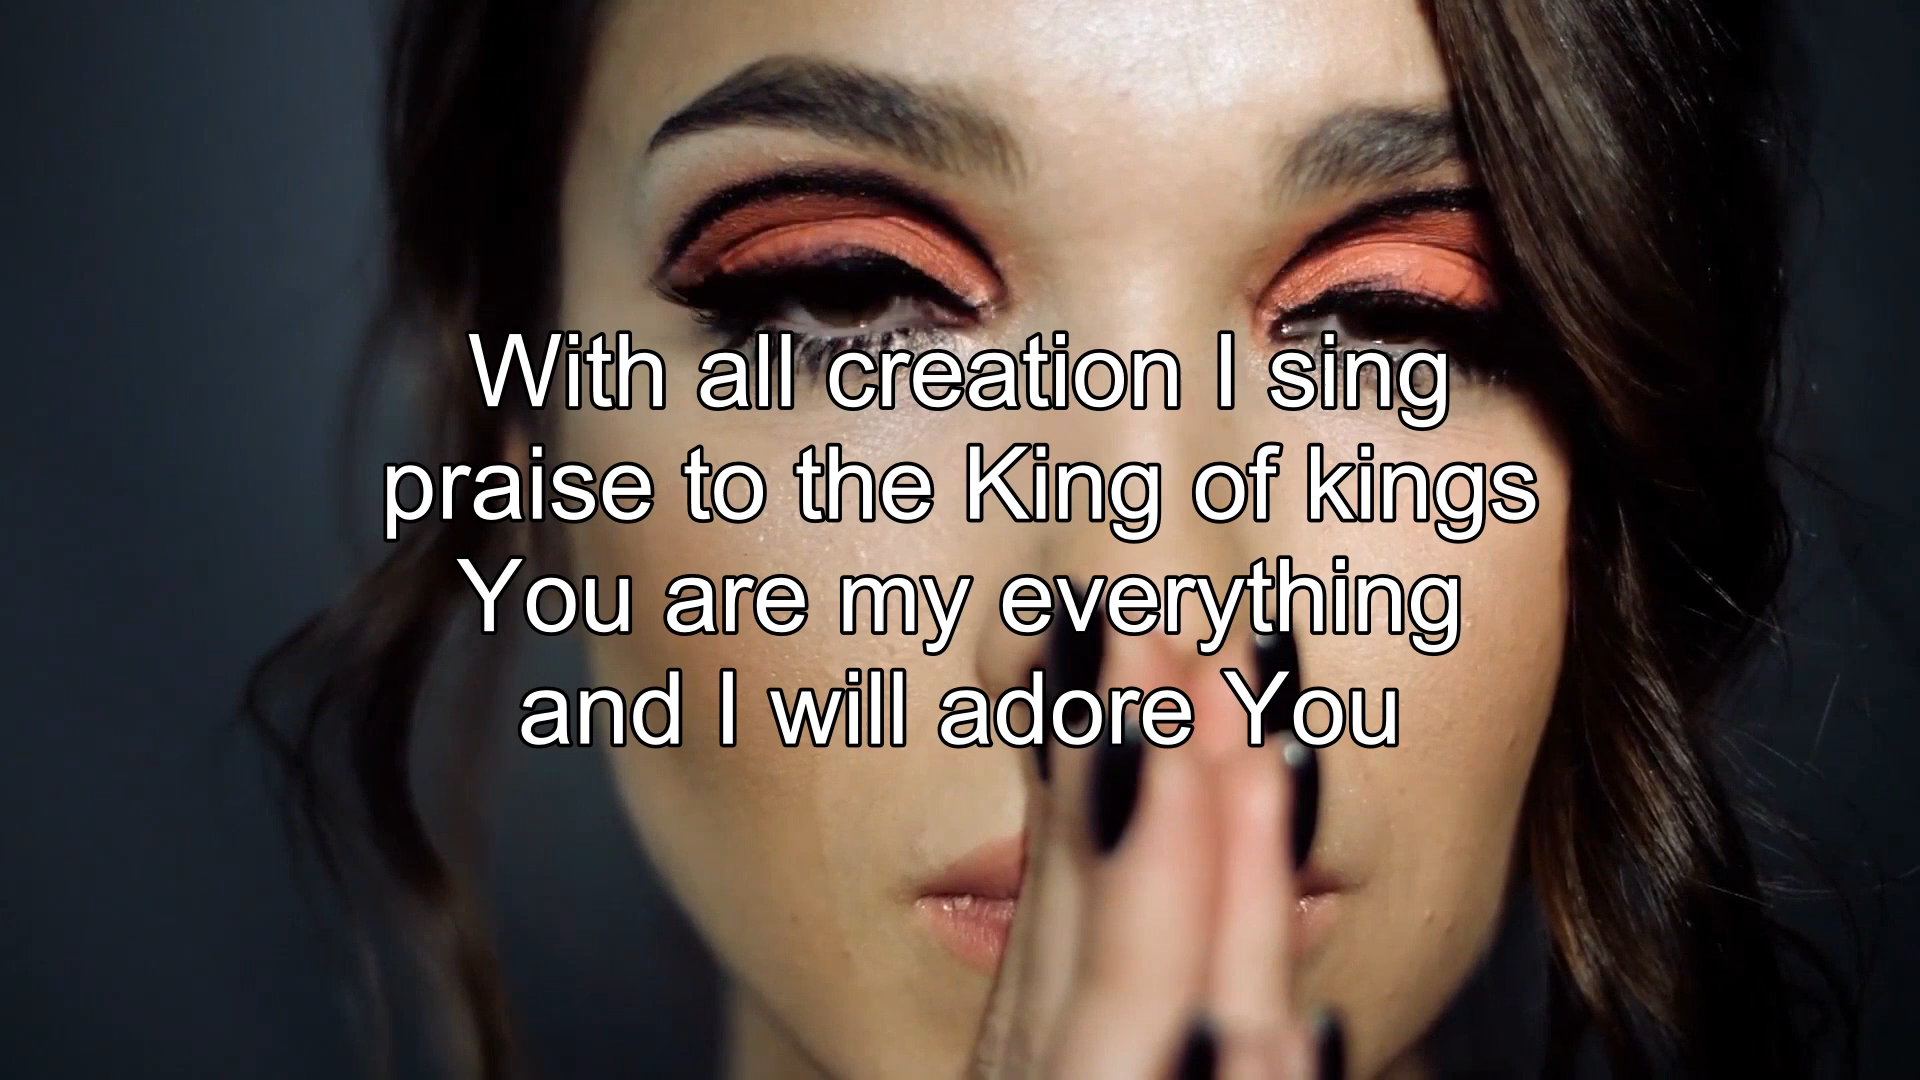 With all creation I sing
praise to the King of kings
You are my everything
and I will adore You